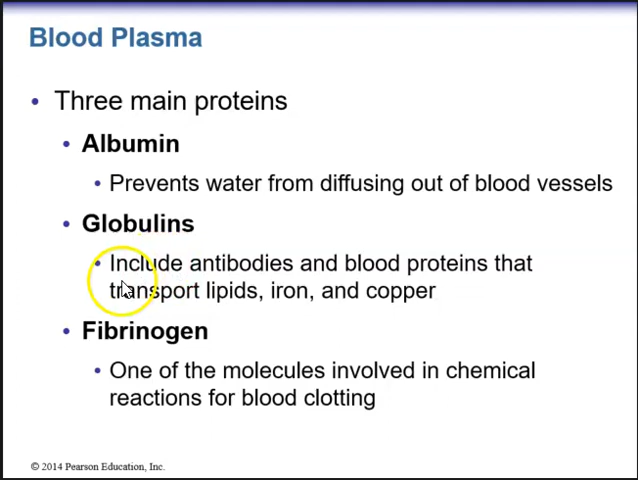 Blood Plasma
• Three main proteins
• Albumin
• Prevents water from diffusing out of blood vessels
• Globulins
• Include antibodies and blood proteins that
transport lipids, iron, and copper
• Fibrinogen
• One of the molecules involved in chemical
reactions for blood clotting
© 2014 Pearson Education, Inc.